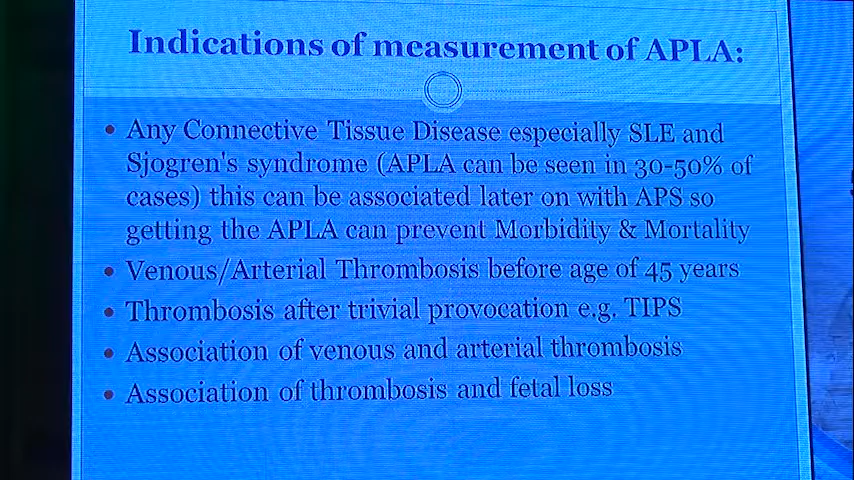 Indications of measurement of APLA:
• Any Connective Tissue Disease especially SLE and
Sjogren's syndrome (APLA can be seen in 30-50% of
cases) this can be associated later on with APS so
getting the APLA can prevent Morbidity & Mortality
• Venous/Arterial Thrombosis before age of 45 years
• Thrombosis after trivial provocation e.g. TIPS
• Association of venous and arterial thrombosis
• Association of thrombosis and fetal loss